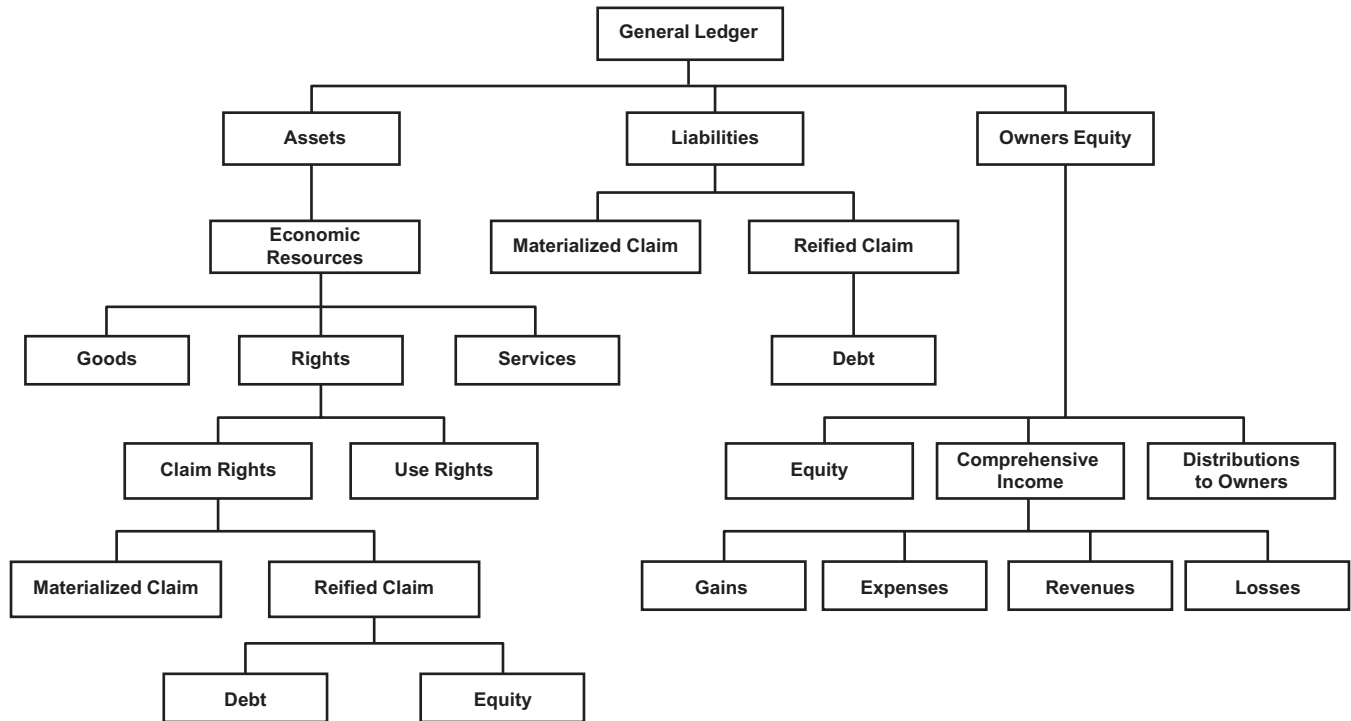 General Ledger
Assets
Liabilities
Owners Equity
Economic
Resources
Materialized Claim
Reified Claim
Goods
Rights
Services
Debt
Claim Rights
Use Rights
Equity
Comprehensive
Income
Distributions
to Owners
Materialized Claim
Reified Claim
Gains
Expenses
Revenues
Losses
Debt
Equity